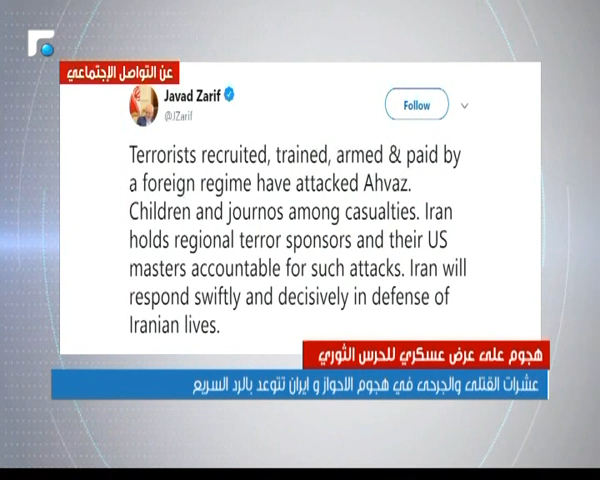 عن التواصل الإجتماعي
Javad Zarif
@JZarif
Follow
Terrorists recruited, trained, armed & paid by
a foreign regime have attacked Ahvaz.
Children and journos among casualties. Iran
holds regional terror sponsors and their US
masters accountable for such attacks. Iran will
respond swiftly and decisively in defense of
Iranian lives.
هجوم على عرض عسكري للحرس الثوري
عشرات القتلى والجرحى في هجوم الاحواز و ايران تتوعد بالرد السريع